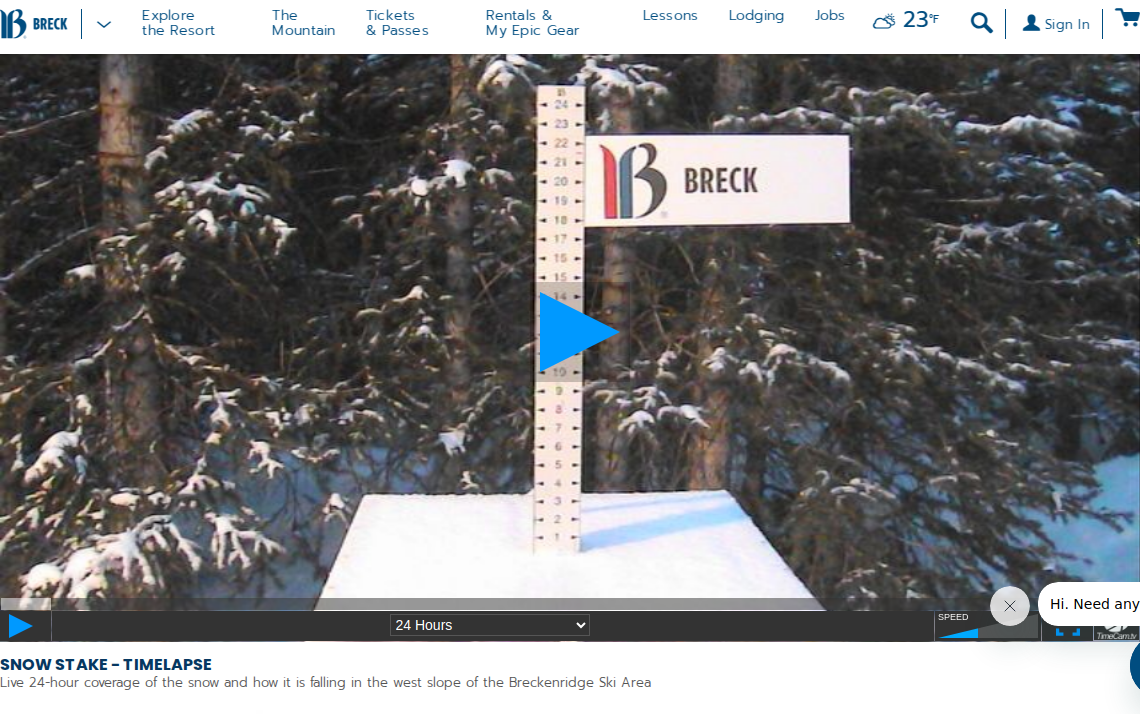 BRECK
Explore
the Resort
The
Mountain
Tickets
& Passes
Rentals &
My Epic Gear
Lessons
Lodging
Jobs
23°F
Sign In
24
23
22
21
20
19
18
17
16
15
14
10
9
8
7
6
5
4
3
2
1
B BRECK
Hi. Need any
24 Hours
SPEED
TimeCam.tv
SNOW STAKE - TIMELAPSE
Live 24-hour coverage of the snow and how it is falling in the west slope of the Breckenridge Ski Area